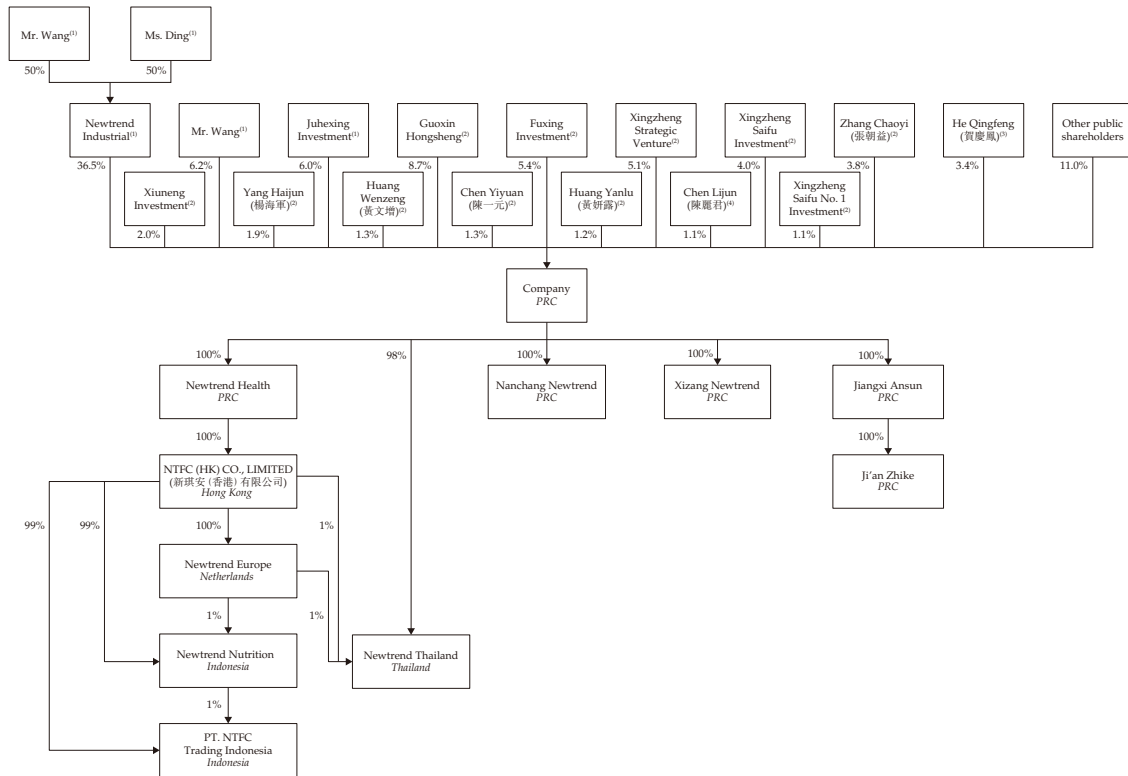 Mr. Wang(1)
Ms. Ding(1)
50%
50%
Newtrend
Industrial(1)
Mr. Wang(1)
Juhexing
Investment(1)
Guoxin
Hongsheng(2)
Fuxing
Investment(2)
Xingzheng
Strategic
Venture(2)
Xingzheng
Saifu
Investment(2)
Zhang Chaoyi
(張朝益)(2)
He Qingfeng
(賀慶鳳)(3)
Other public
shareholders
36.5%
6.2%
6.0%
8.7%
5.4%
5.1%
4.0%
3.8%
3.4%
11.0%
Xiuneng
Investment(2)
Yang Haijun
(楊海軍)(2)
Huang
Wenzeng
(黃文增)(2)
Chen Yiyuan
(陳一元)(2)
Huang Yanlu
(黃妍露)(2)
Chen Lijun
(陳麗君)(4)
Xingzheng
Saifu No. 1
Investment(2)
2.0%
1.9%
1.3%
1.3%
1.2%
1.1%
1.1%
Company
PRC
100%
98%
100%
100%
100%
Newtrend Health
PRC
Nanchang Newtrend
PRC
Xizang Newtrend
PRC
Jiangxi Ansun
PRC
100%
100%
NTFC (HK) CO., LIMITED
(新琪安(香港)有限公司)
Hong Kong
Ji'an Zhike
PRC
99%
99%
100%
1%
Newtrend Europe
Netherlands
1%
1%
Newtrend Nutrition
Indonesia
Newtrend Thailand
Thailand
1%
PT. NTFC
Trading Indonesia
Indonesia